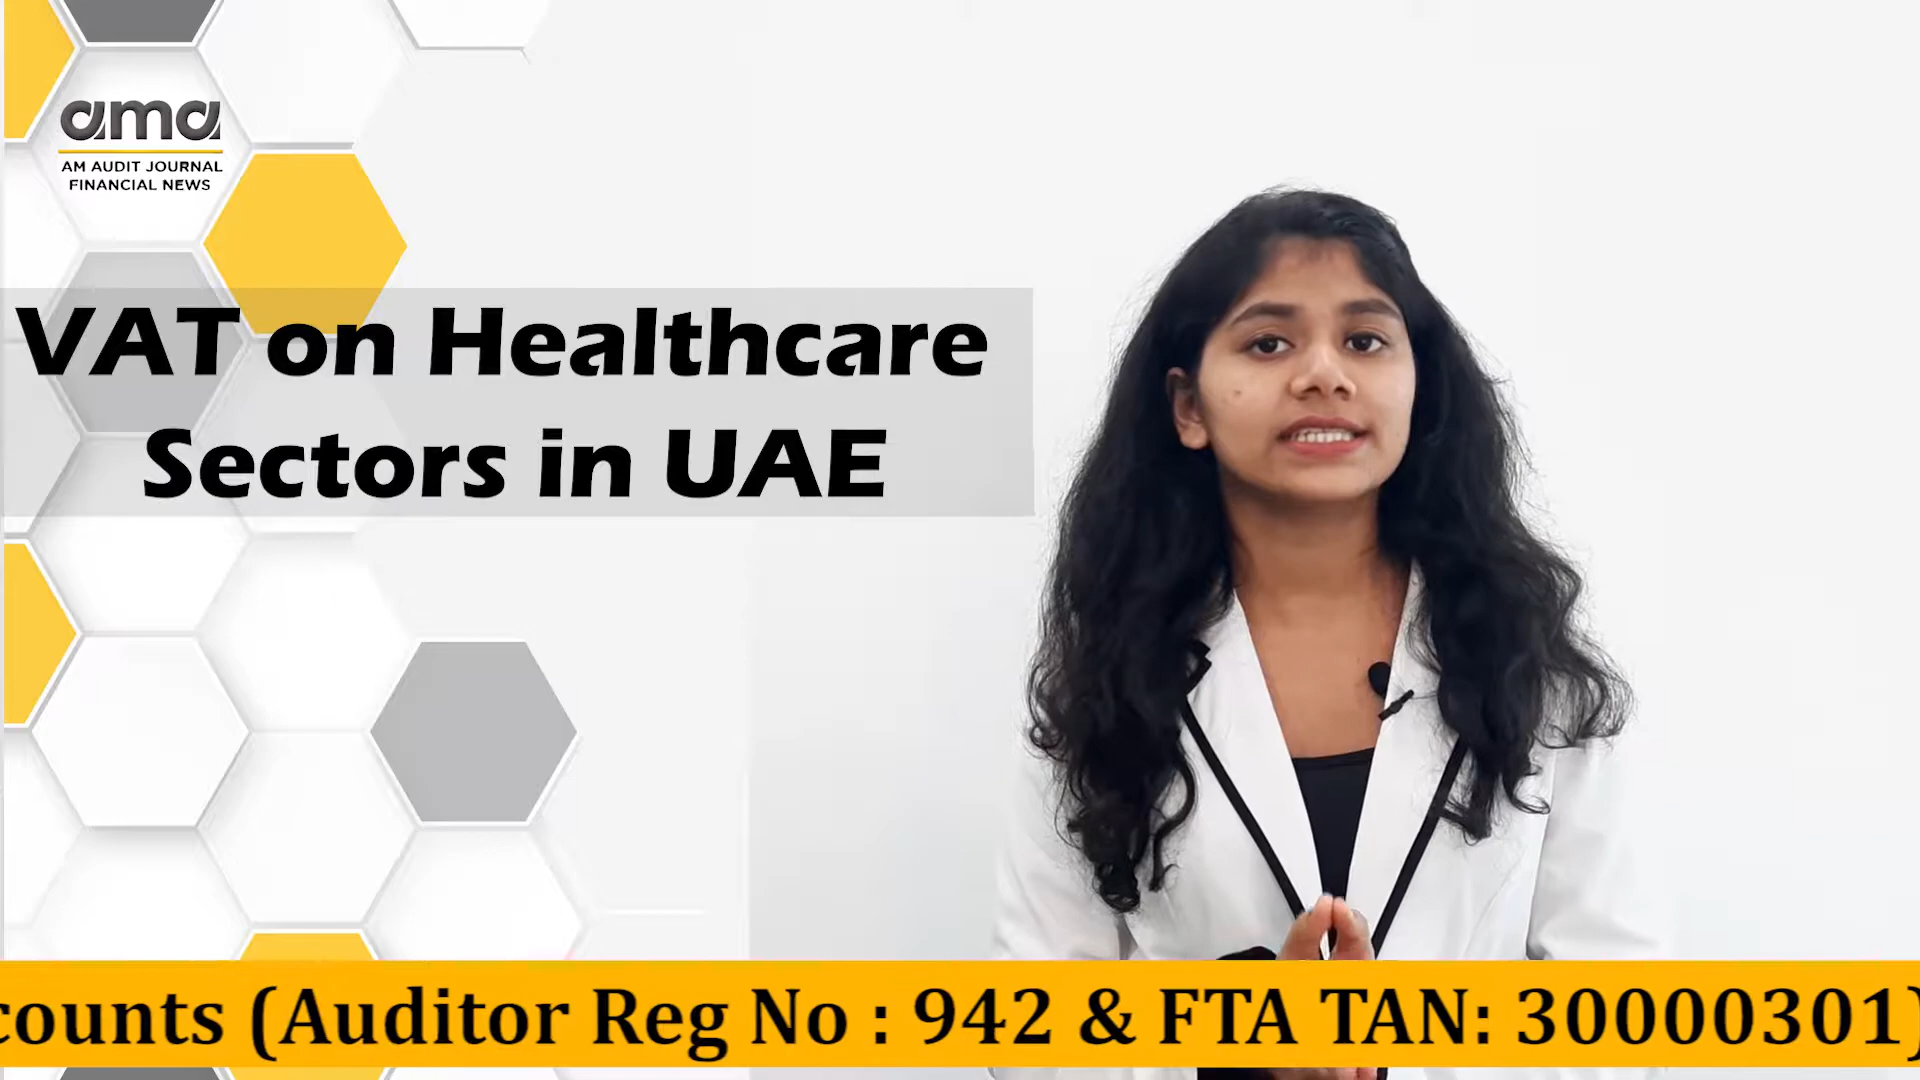 ama
AM AUDIT JOURNAL
FINANCIAL NEWS
VAT on Healthcare
Sectors in UAE
counts (Auditor Reg No : 942 & FTA TAN: 30000301)